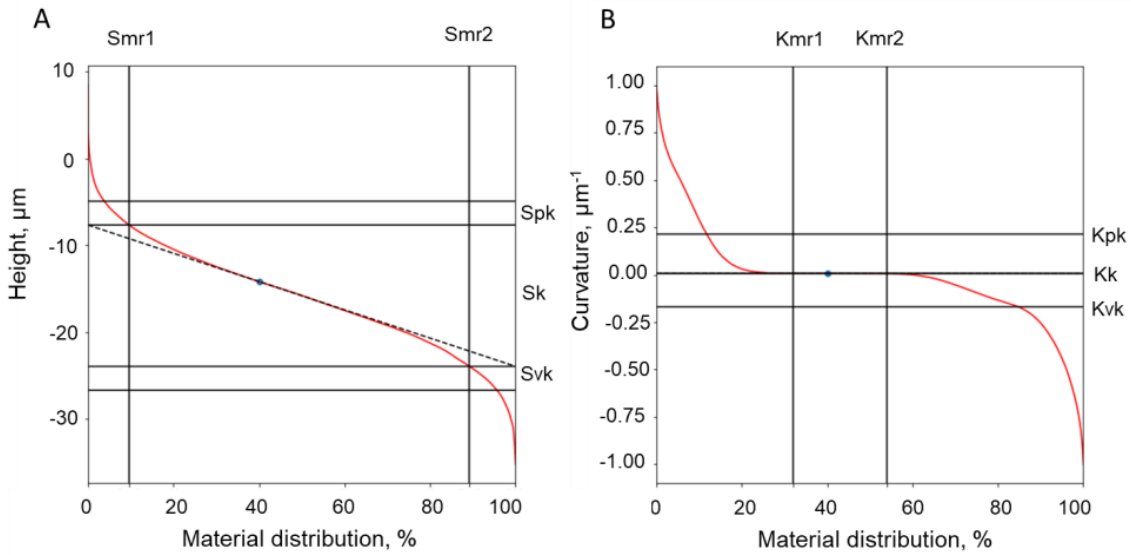 A
Smr1
Smr2
10
0
-10
-20
-30
Height, µm
Spk
Sk
Svk
0
20
40
60
80
100
Material distribution, %
B
Kmr1
Kmr2
1.00
0.75
0.50
0.25
0.00
-0.25
-0.50
-0.75
-1.00
Curvature, µm⁻¹
Kpk
Kk
Kvk
0
20
40
60
80
100
Material distribution, %